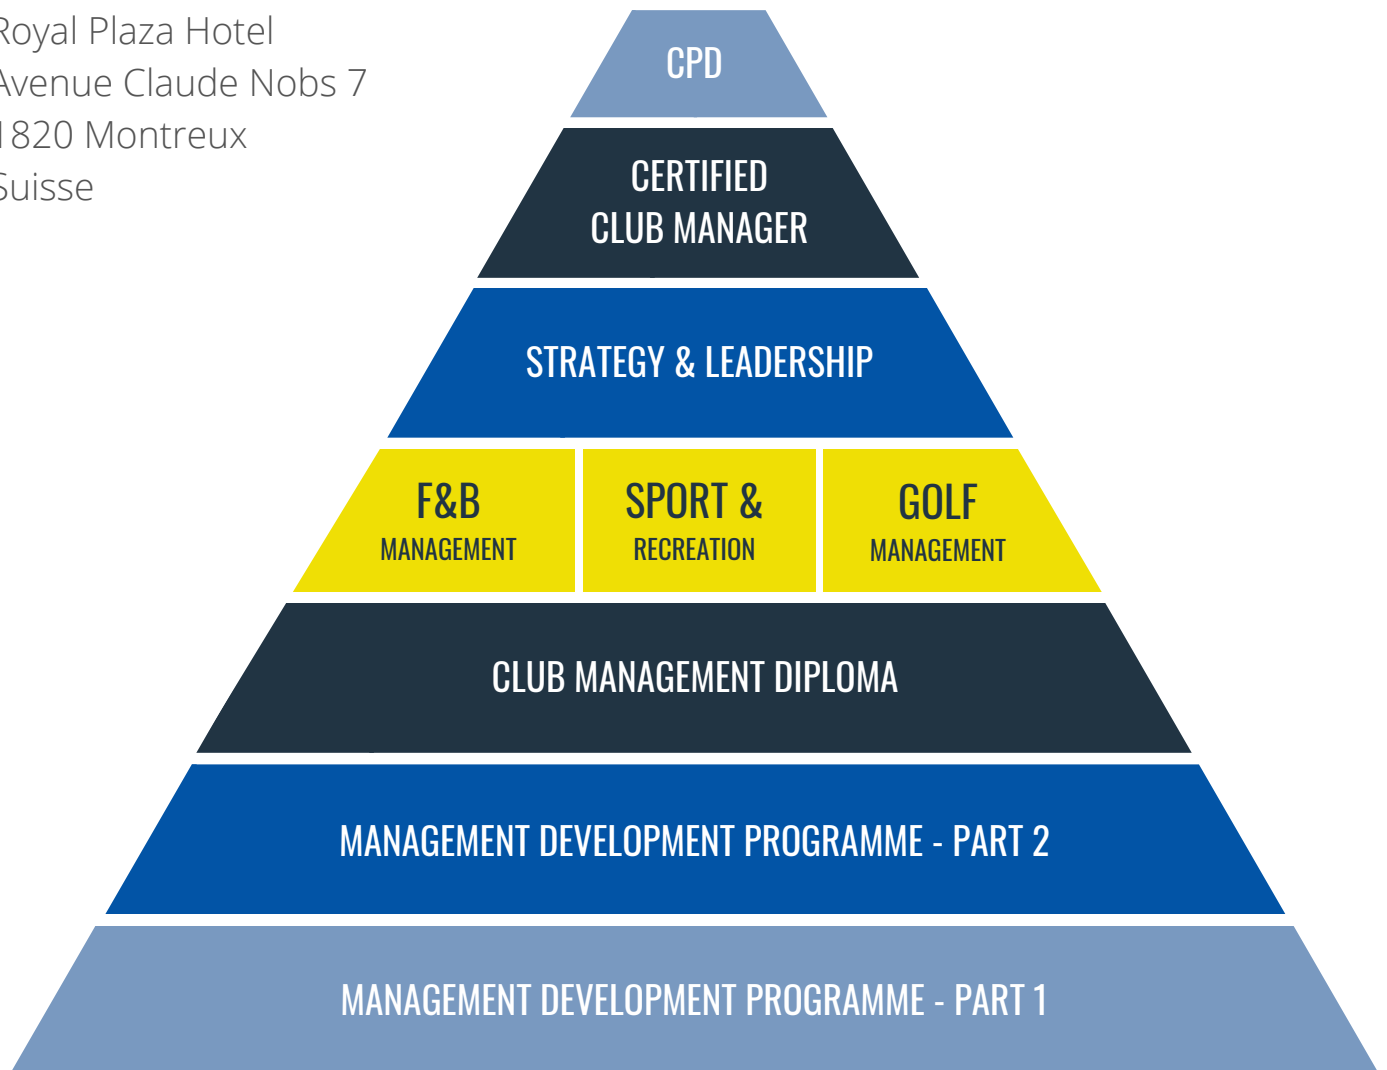 Royal Plaza Hotel
Avenue Claude Nobs 7
1820 Montreux
Suisse
CPD
CERTIFIED
CLUB MANAGER
STRATEGY & LEADERSHIP
F&B
MANAGEMENT
SPORT &
RECREATION
GOLF
MANAGEMENT
CLUB MANAGEMENT DIPLOMA
MANAGEMENT DEVELOPMENT PROGRAMME - PART 2
MANAGEMENT DEVELOPMENT PROGRAMME - PART 1